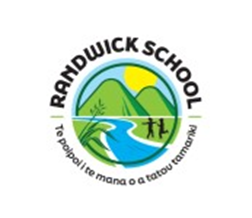 RANDWICK SCHOOL
Te poipoi i te mana o a tatou tamariki